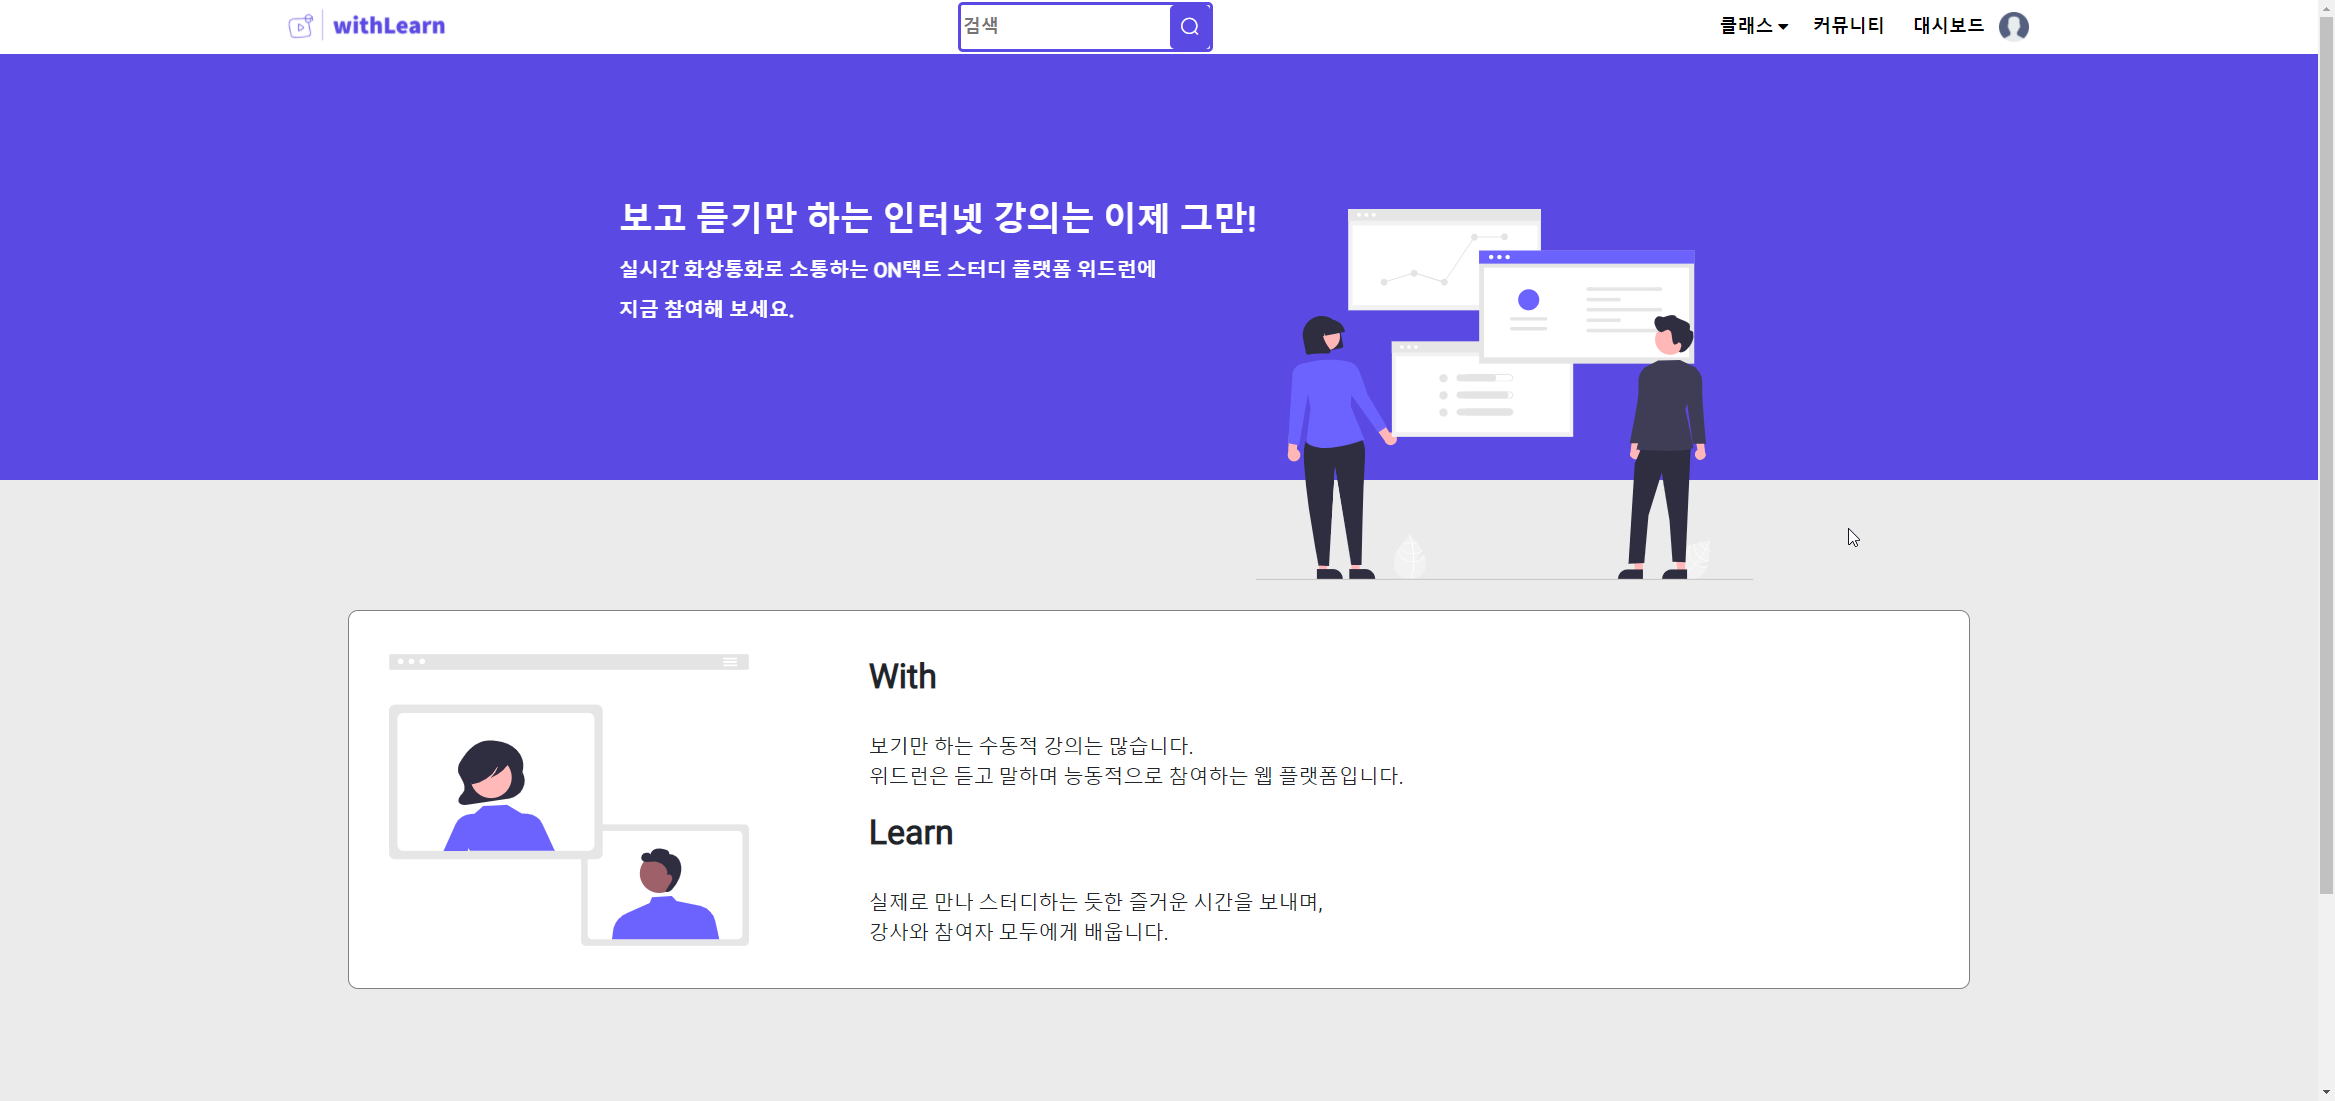 withLearn
검색
클래스
커뮤니티
대시보드
보고 듣기만 하는 인터넷 강의는 이제 그만!
실시간 화상통화로 소통하는 ON택트 스터디 플랫폼 위드런에
지금 참여해 보세요.
With
보기만 하는 수동적 강의는 많습니다.
위드런은 듣고 말하며 능동적으로 참여하는 웹 플랫폼입니다.
Learn
실제로 만나 스터디하는 듯한 즐거운 시간을 보내며,
강사와 참여자 모두에게 배웁니다.